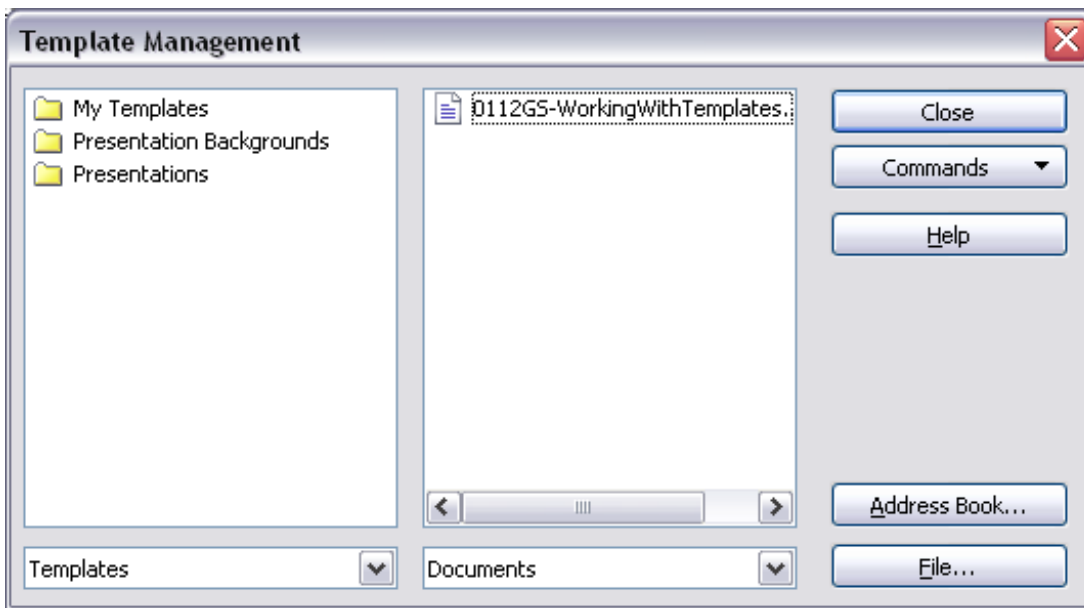 Template Management
My Templates
Presentation Backgrounds
Presentations
0112GS-WorkingWithTemplates.
Close
Commands
Help
Address Book...
Templates
Documents
File...